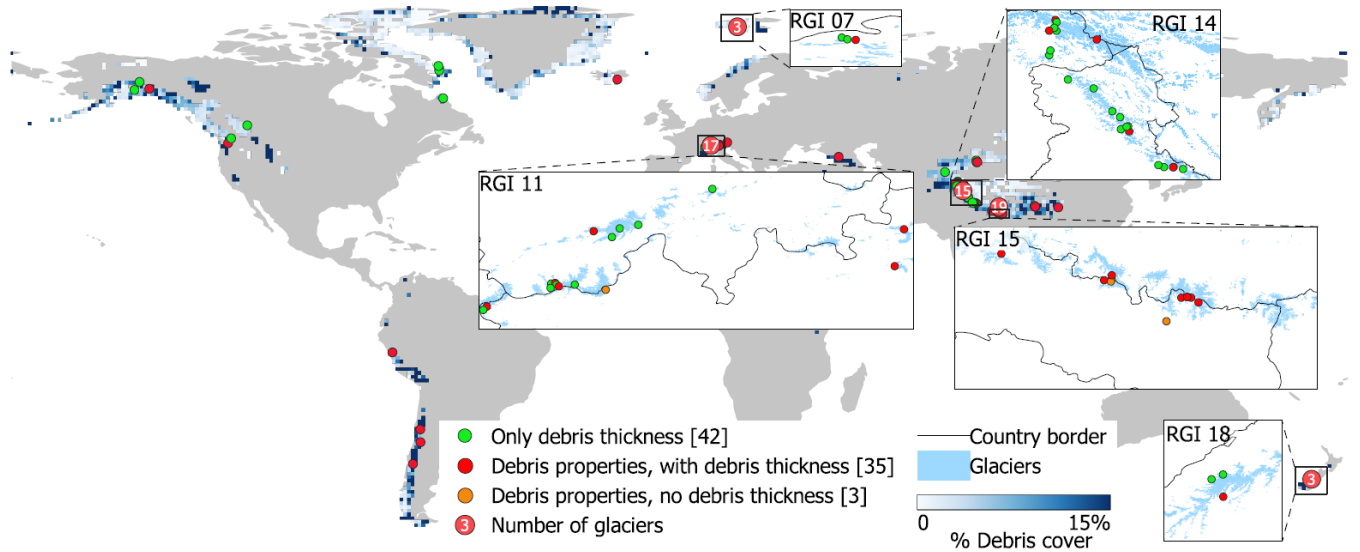 3
RGI 07
RGI 14
17
RGI 11
15
19
RGI 15
RGI 18
3
Only debris thickness [42]
Debris properties, with debris thickness [35]
Debris properties, no debris thickness [3]
3 Number of glaciers
Country border
Glaciers
0 15%
% Debris cover